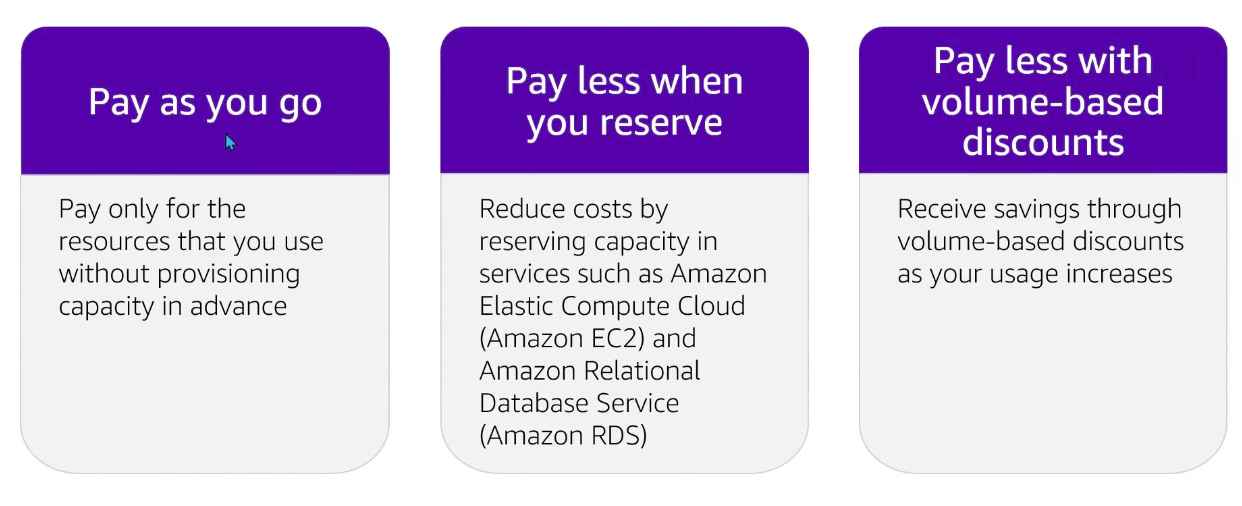 Pay as you go
Pay only for the
resources that you use
without provisioning
capacity in advance
Pay less when
you reserve
Reduce costs by
reserving capacity in
services such as Amazon
Elastic Compute Cloud
(Amazon EC2) and
Amazon Relational
Database Service
(Amazon RDS)
Pay less with
volume-based
discounts
Receive savings through
volume-based discounts
as your usage increases